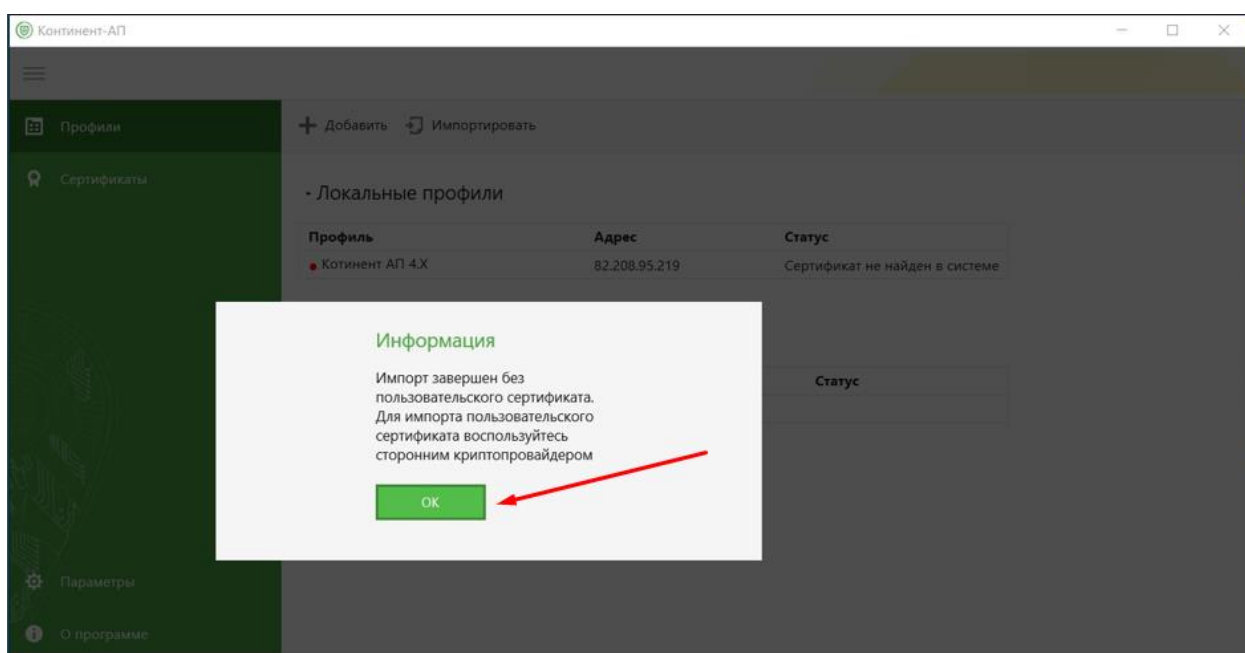 Континент-АП
Профили
+ Добавить Импортировать
Сертификаты
Локальные профили
Профиль Адрес Статус
Котинент АП 4.X 82.208.95.219 Сертификат не найден в системе
Статус
Информация
Импорт завершен без
пользовательского сертификата.
Для импорта пользовательского
сертификата воспользуйтесь
сторонним криптопровайдером
ОК
Параметры
О программе